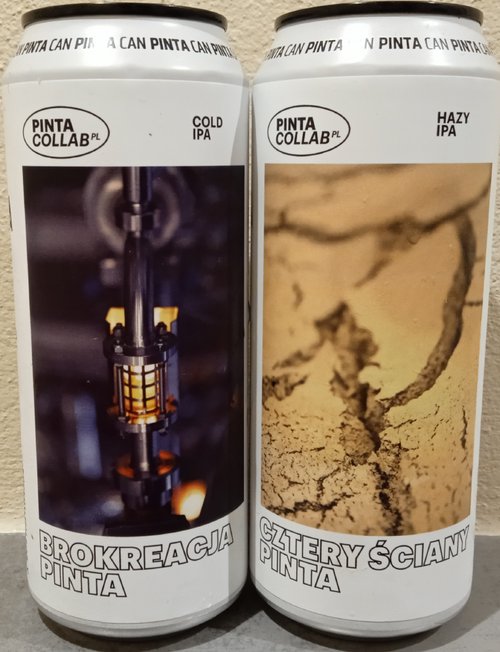 CAN PINTA CAN PINTA CAN PINTA
PINTA
COLLAB PL
COLD
IPA
BROKREACJA
PINTA
CAN PINTA CAN PINTA CAN PINTA CAN
PINTA
COLLAB PL
HAZY
IPA
CZTERY ŚCIANY
PINTA